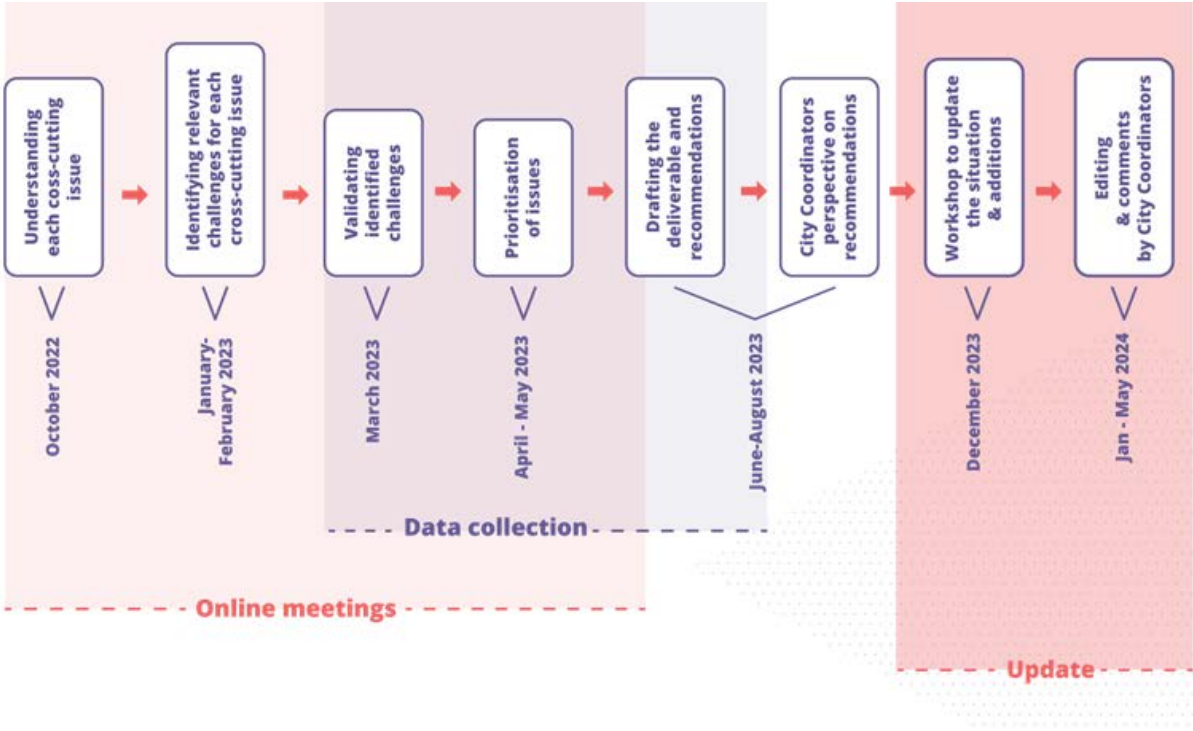 Understanding
each coss-cutting
issue
Identifying relevant
challenges for each
cross-cutting issue
Validating
identified
challenges
Prioritisation
of issues
Drafting the
deliverable and
recommendations
City Coordinators
perspective on
recommendations
Workshop to update
the situation
& additions
Editing
& comments
by City Coordinators
October 2022
January-
February 2023
March 2023
April - May 2023
June-August 2023
December 2023
Jan - May 2024
Data collection
Online meetings
Update